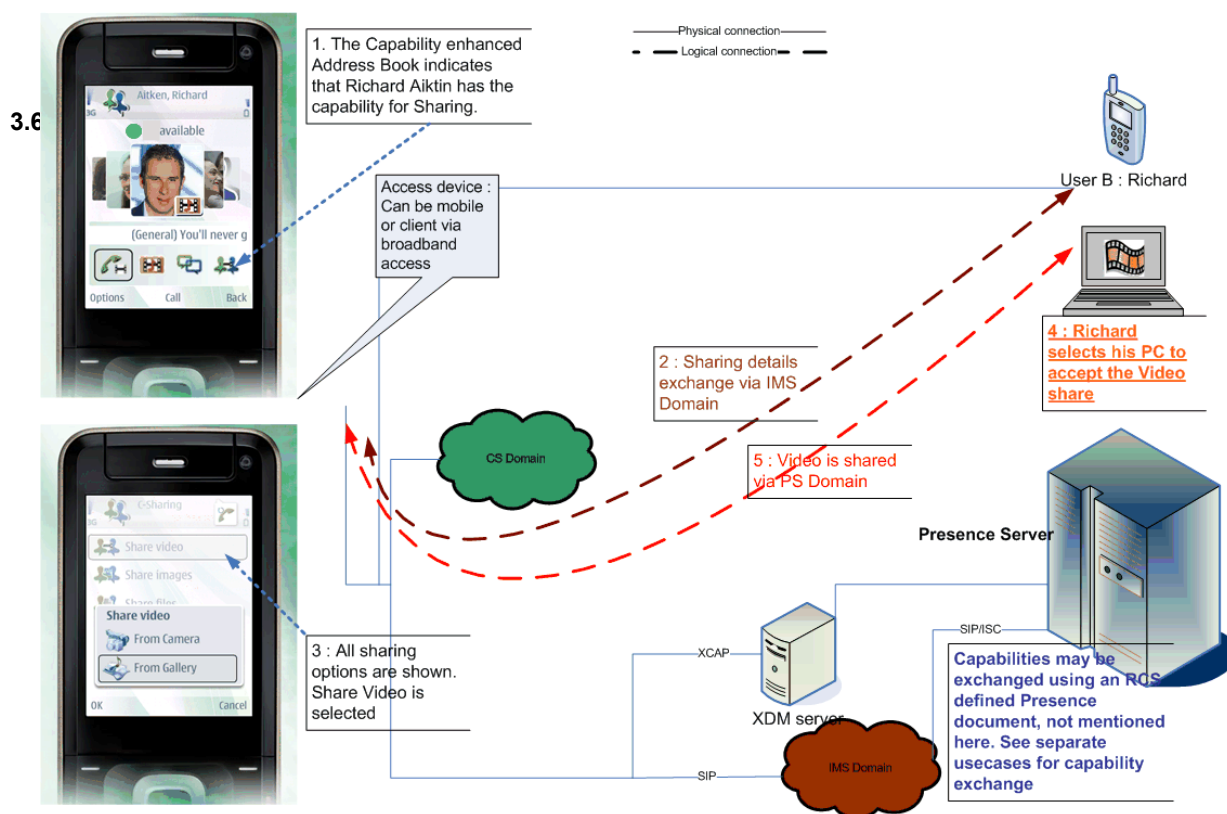 3.6
3G
Aitken, Richard
available
(General) You'll never g
Options
Call
Back
1. The Capability enhanced
Address Book indicates
that Richard Aiktin has the
capability for Sharing.
Physical connection
Logical connection
Access device :
Can be mobile
or client via
broadband
access
User B : Richard
4 : Richard
selects his PC to
accept the Video
share
2 : Sharing details
exchange via IMS
Domain
CS Domain
5 : Video is shared
via PS Domain
3G
C-Sharing
Share video
Share images
Share files
Share video
From Camera
From Gallery
OK
Cancel
3 : All sharing
options are shown.
Share Video is
selected
Presence Server
XCAP
XDM server
SIP/ISC
SIP
IMS Domain
Capabilities may be
exchanged using an RCS
defined Presence
document, not mentioned
here. See separate
usecases for capability
exchange